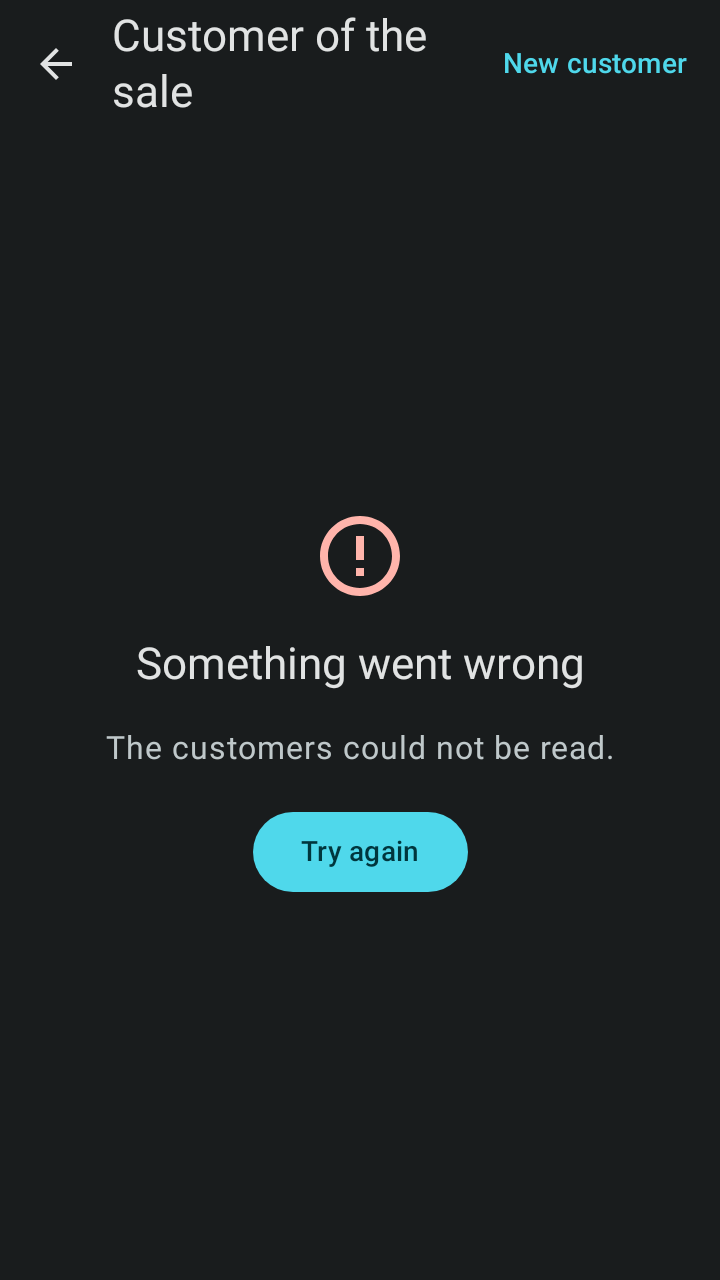 Customer of the
sale
New customer
Something went wrong
The customers could not be read.
Try again